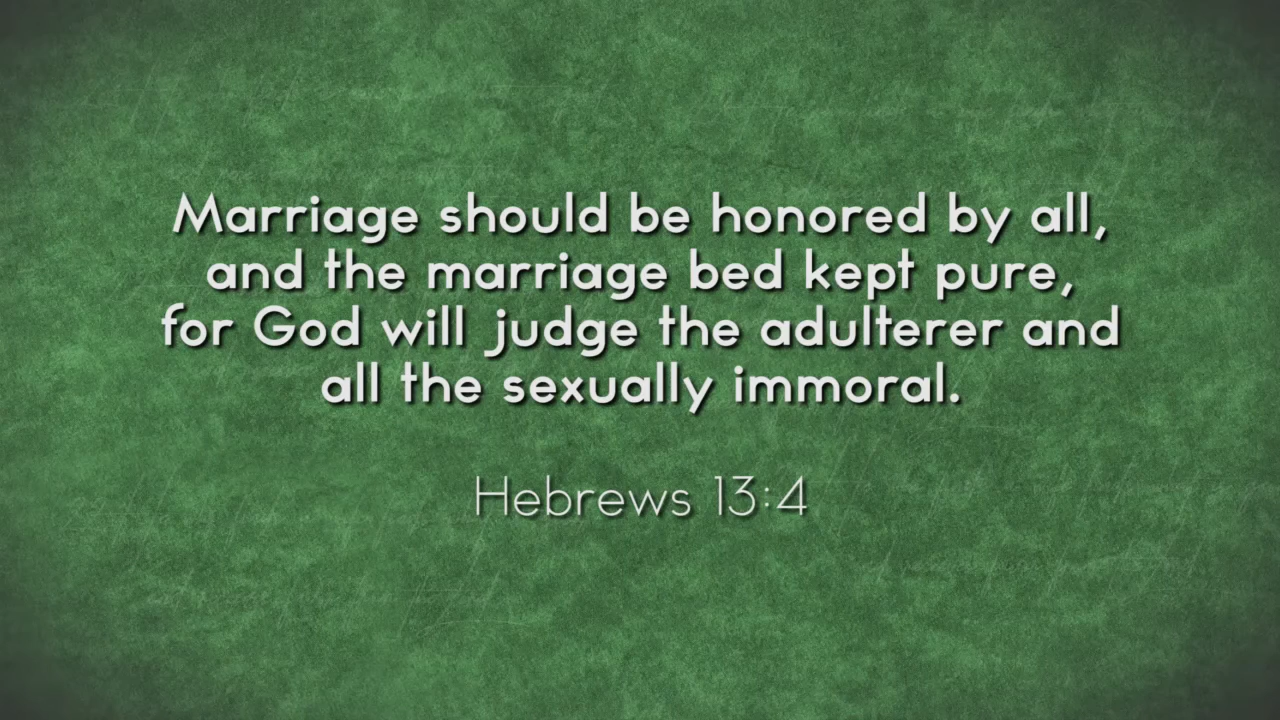 Marriage should be honored by all,
and the marriage bed kept pure,
for God will judge the adulterer and
all the sexually immoral.
Hebrews 13:4